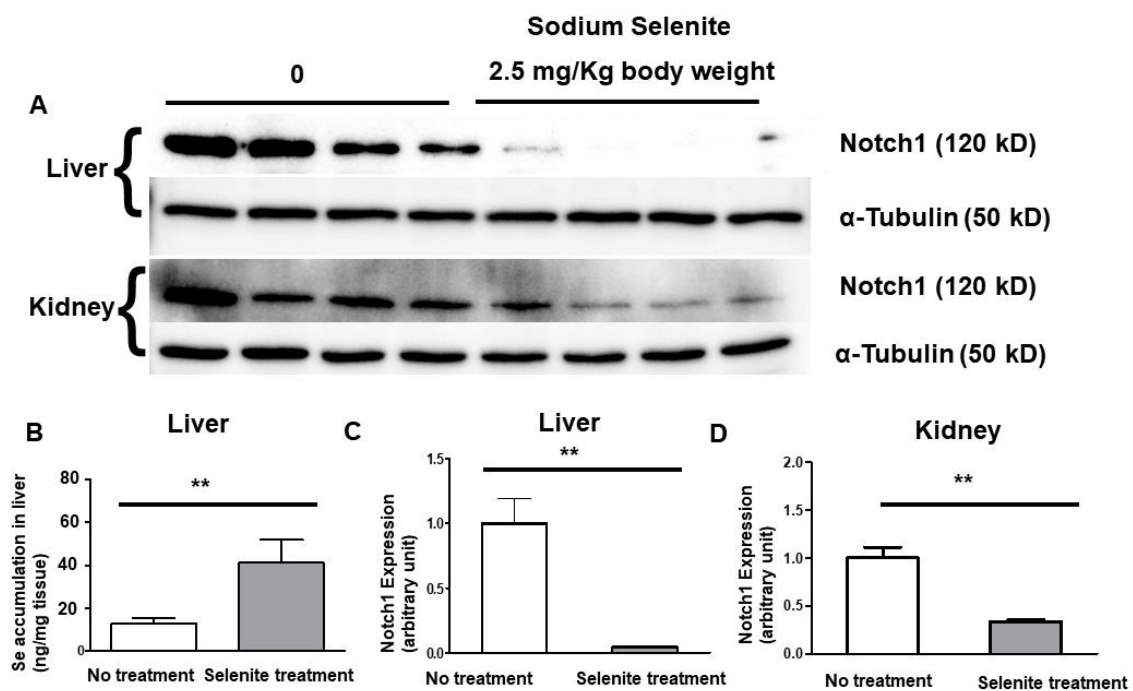 Sodium Selenite
0
2.5 mg/Kg body weight
A
Liver
Notch1 (120 kD)
α-Tubulin (50 kD)
Kidney
Notch1 (120 kD)
α-Tubulin (50 kD)
B
Liver
**
Se accumulation in liver
(ng/mg tissue)
80
60
40
20
0
No treatment
Selenite treatment
C
Liver
**
Notch1 Expression
(arbitrary unit)
1.5
1.0
0.5
0.0
No treatment
Selenite treatment
D
Kidney
**
Notch1 Expression
(arbitrary unit)
2.0
1.5
1.0
0.5
0.0
No treatment
Selenite treatment